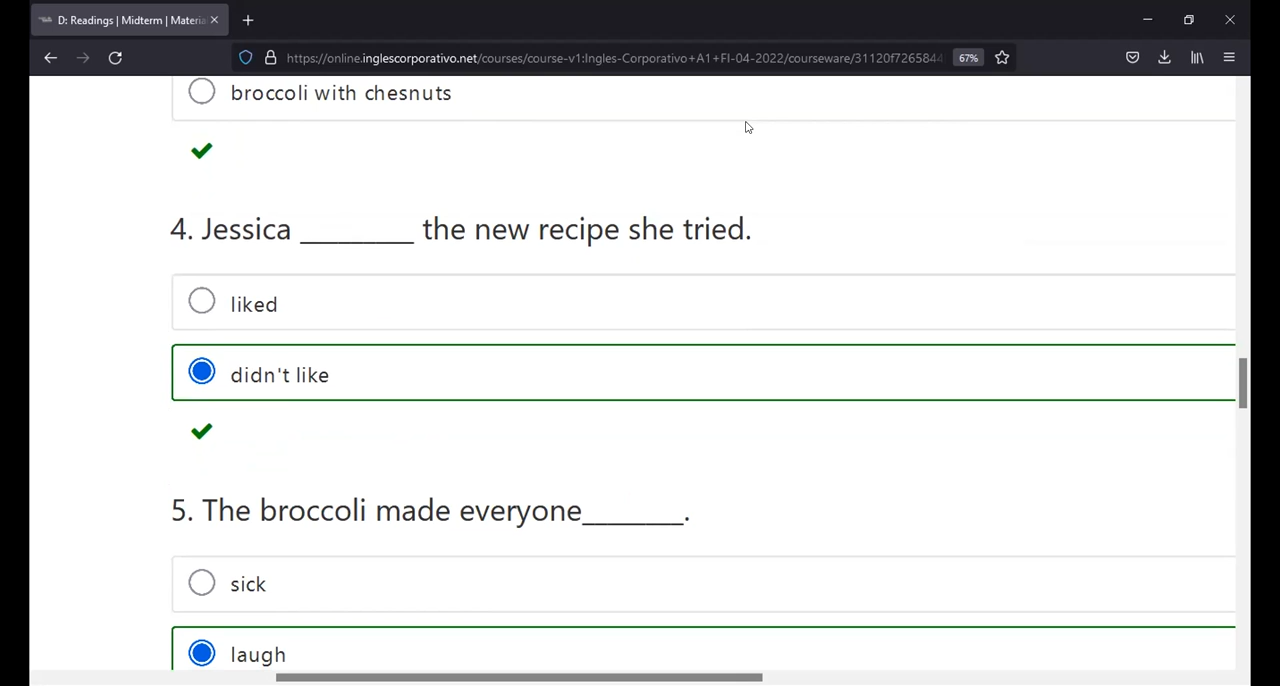 D: Readings | Midterm | Materia
https://online.inglescorporativo.net/courses/course-v1:Ingles-Corporativo+A1+FI-04-2022/courseware/31120f7265844
67%
broccoli with chesnuts
4. Jessica _________ the new recipe she tried.
liked
didn't like
5. The broccoli made everyone________.
sick
laugh